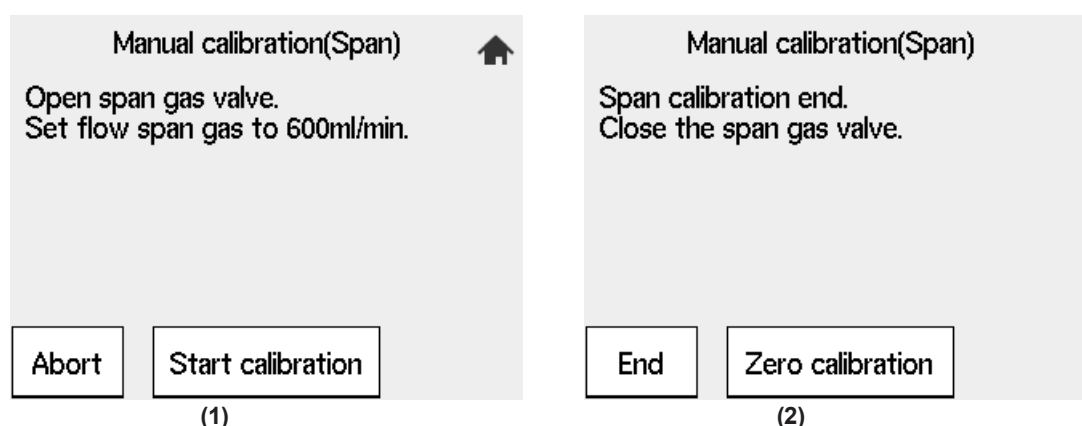 Manual calibration(Span)
Open span gas valve.
Set flow span gas to 600ml/min.
Abort
Start calibration
(1)
Manual calibration(Span)
Span calibration end.
Close the span gas valve.
End
Zero calibration
(2)